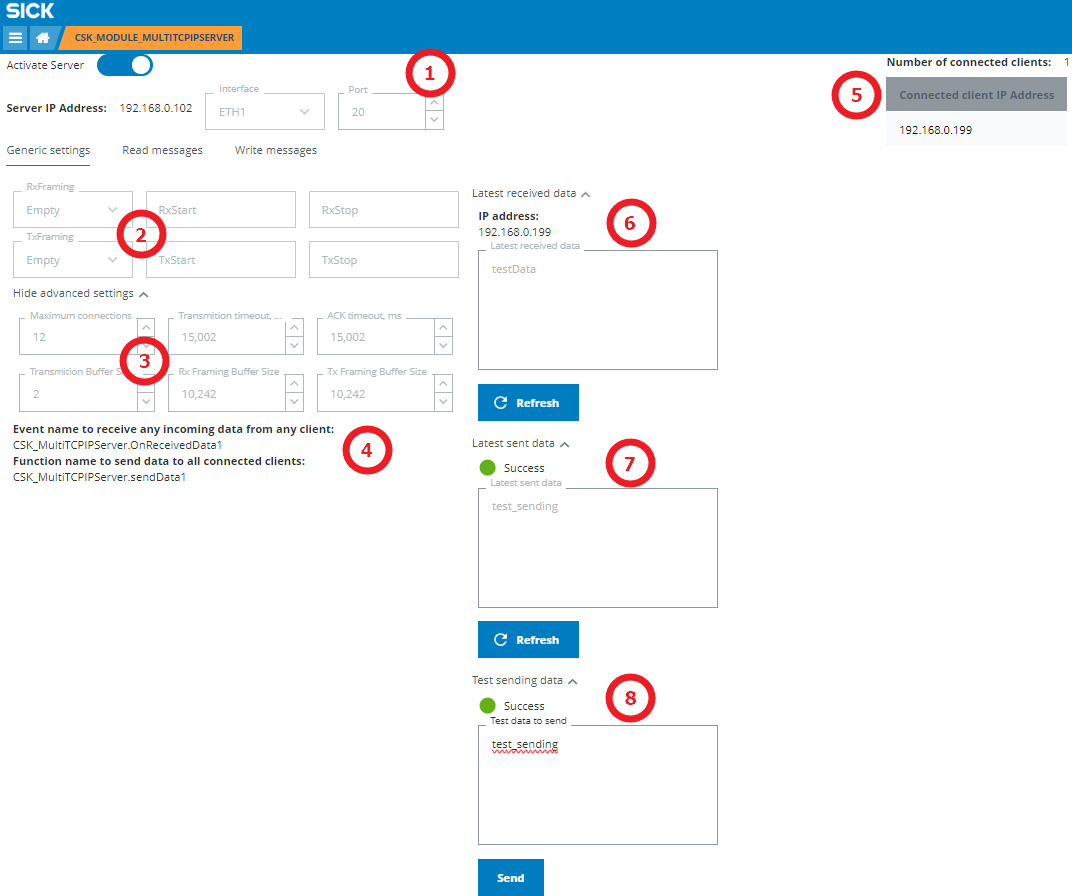 SICK
CSK_MODULE_MULTITCPIPSERVER
Activate Server
Number of connected clients: 1
1
Server IP Address: 192.168.0.102
Interface
ETH1
Port
20
5
Connected client IP Address
192.168.0.199
Generic settings Read messages Write messages
RxFraming
Empty
RxStart
RxStop
2
TxFraming
Empty
TxStart
TxStop
Hide advanced settings
Maximum connections
12
Transmition timeout, ...
15,002
ACK timeout, ms
15,002
3
Transmition Buffer
2
Rx Framing Buffer Size
10,242
Tx Framing Buffer Size
10,242
Event name to receive any incoming data from any client:
CSK_MultiTCPIPServer.OnReceivedData1
Function name to send data to all connected clients:
CSK_MultiTCPIPServer.sendData1
4
Latest received data
6
IP address:
192.168.0.199
Latest received data
testData
Refresh
Latest sent data
7
Success
Latest sent data
test_sending
Refresh
Test sending data
8
Success
Test data to send
test_sending
Send